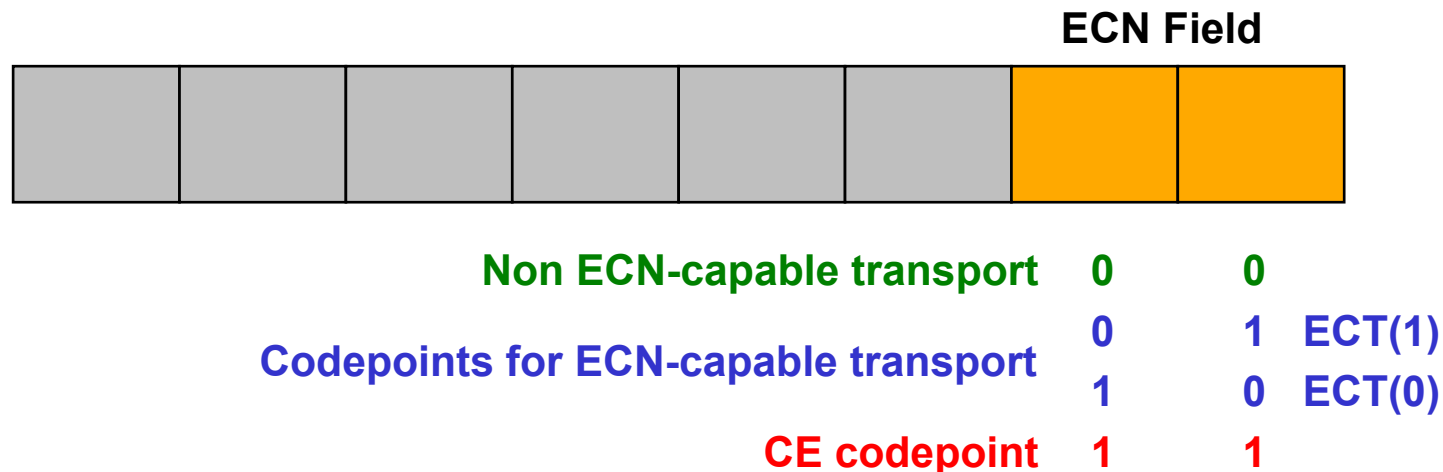 ECN Field
Non ECN-capable transport 0 0
0 1 ECT(1)
Codepoints for ECN-capable transport
1 0 ECT(0)
CE codepoint 1 1